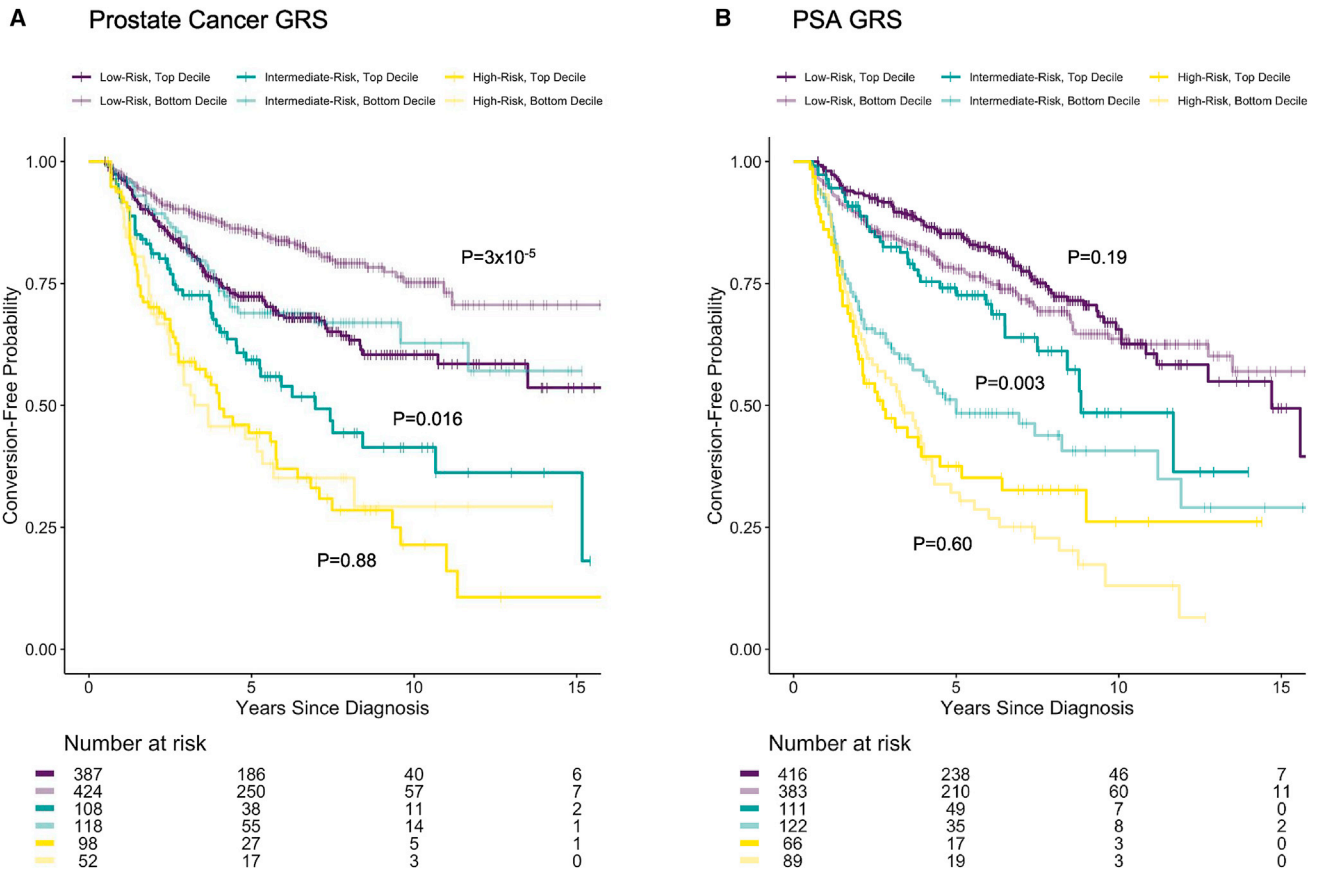 A Prostate Cancer GRS
Low-Risk, Top Decile Intermediate-Risk, Top Decile High-Risk, Top Decile
Low-Risk, Bottom Decile Intermediate-Risk, Bottom Decile High-Risk, Bottom Decile
Conversion-Free Probability
1.00
0.75
0.50
0.25
0.00
P=3x10-5
P=0.016
P=0.88
0 5 10 15
Years Since Diagnosis
Number at risk
387 186 40 6
424 250 57 7
108 38 11 2
118 55 14 1
98 27 5 1
52 17 3 0
B PSA GRS
Low-Risk, Top Decile Intermediate-Risk, Top Decile High-Risk, Top Decile
Low-Risk, Bottom Decile Intermediate-Risk, Bottom Decile High-Risk, Bottom Decile
Conversion-Free Probability
1.00
0.75
0.50
0.25
0.00
P=0.19
P=0.003
P=0.60
0 5 10 15
Years Since Diagnosis
Number at risk
416 238 46 7
383 210 60 11
111 49 7 0
122 35 8 2
66 17 3 0
89 19 3 0